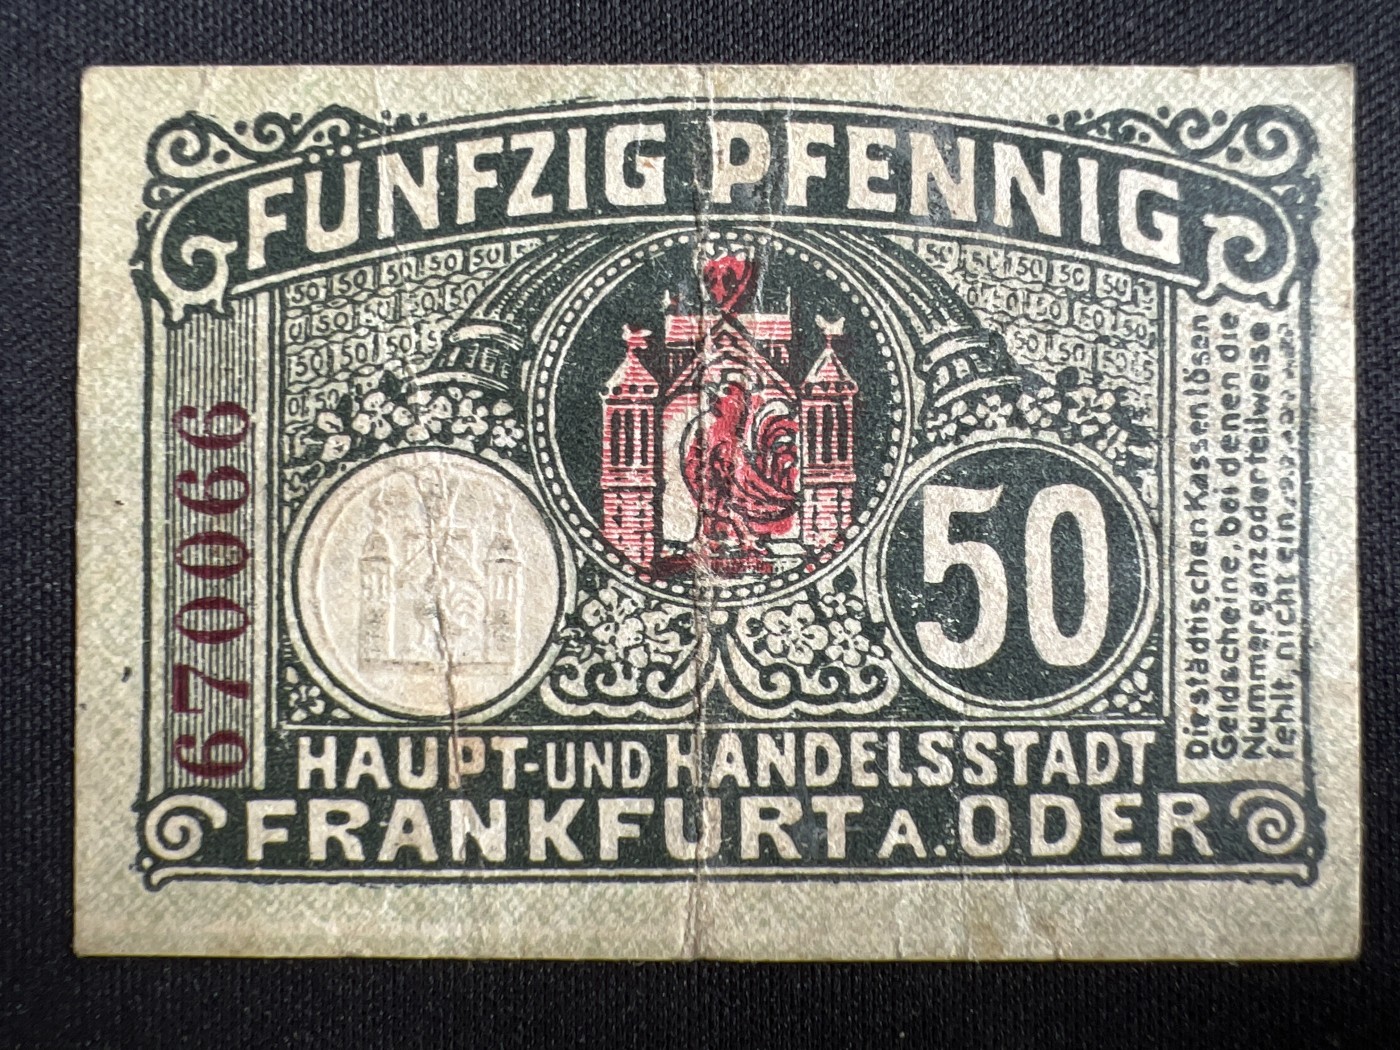 FÜNFZIG PFENNIG
670066
50
Die städtischen Kassen lösen
Geldscheine, bei denen die
Nummer ganz oder teilweise
fehlt, nicht ein.
HAUPT-UND HANDELSSTADT
FRANKFURT A. ODER